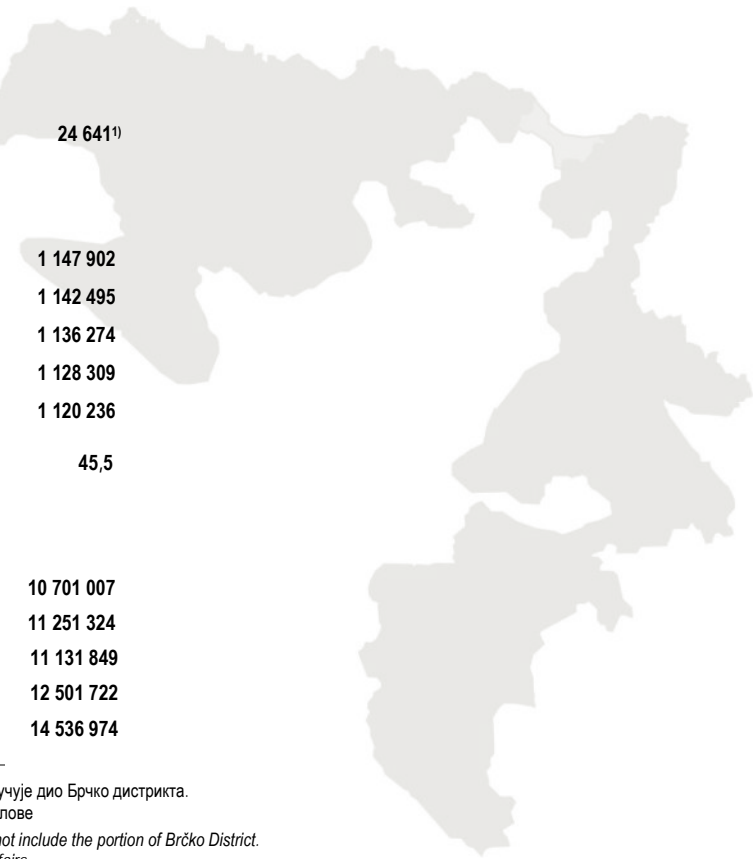 24 641¹⁾
1 147 902
1 142 495
1 136 274
1 128 309
1 120 236
45,5
10 701 007
11 251 324
11 131 849
12 501 722
14 536 974
учује дио Брчко дистрикта.
лове
not include the portion of Brčko District.